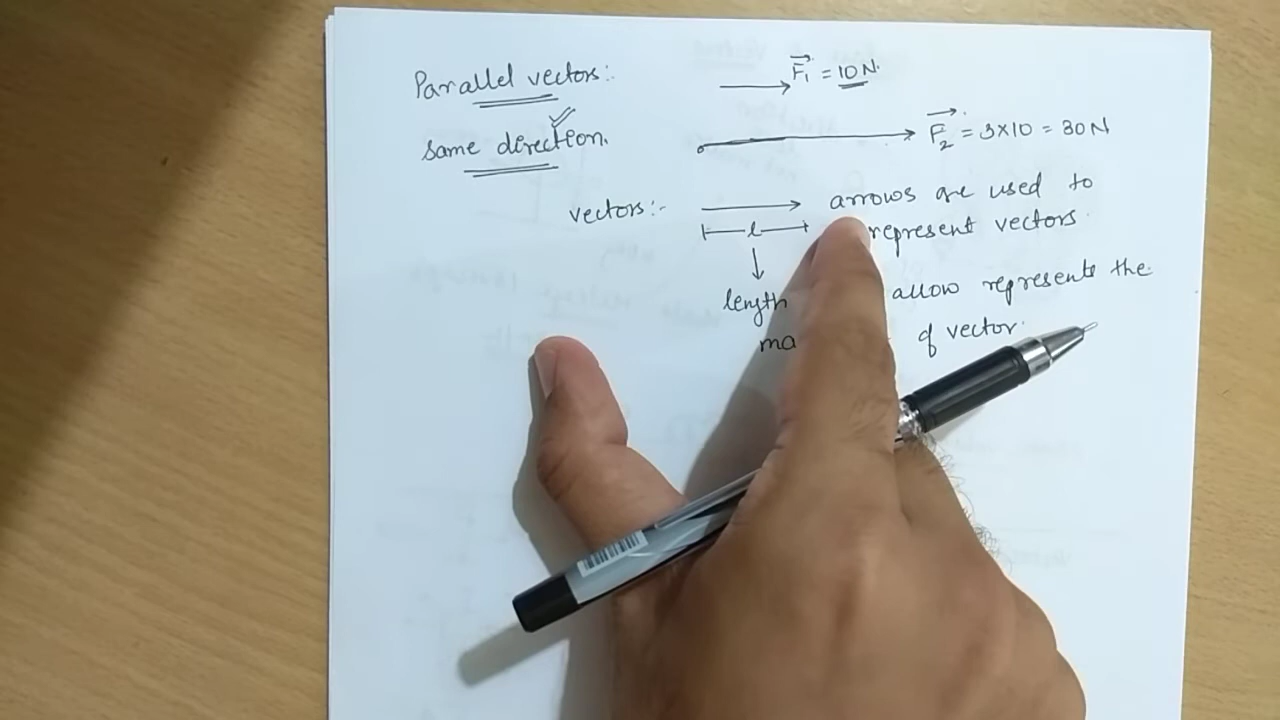 Parallel vectors:
F₁ = 10N.
same direction.
F₂ = 3×10 = 30N
vectors:-
arrows are used to
represent vectors.
l
length
allow represents the
of vector.